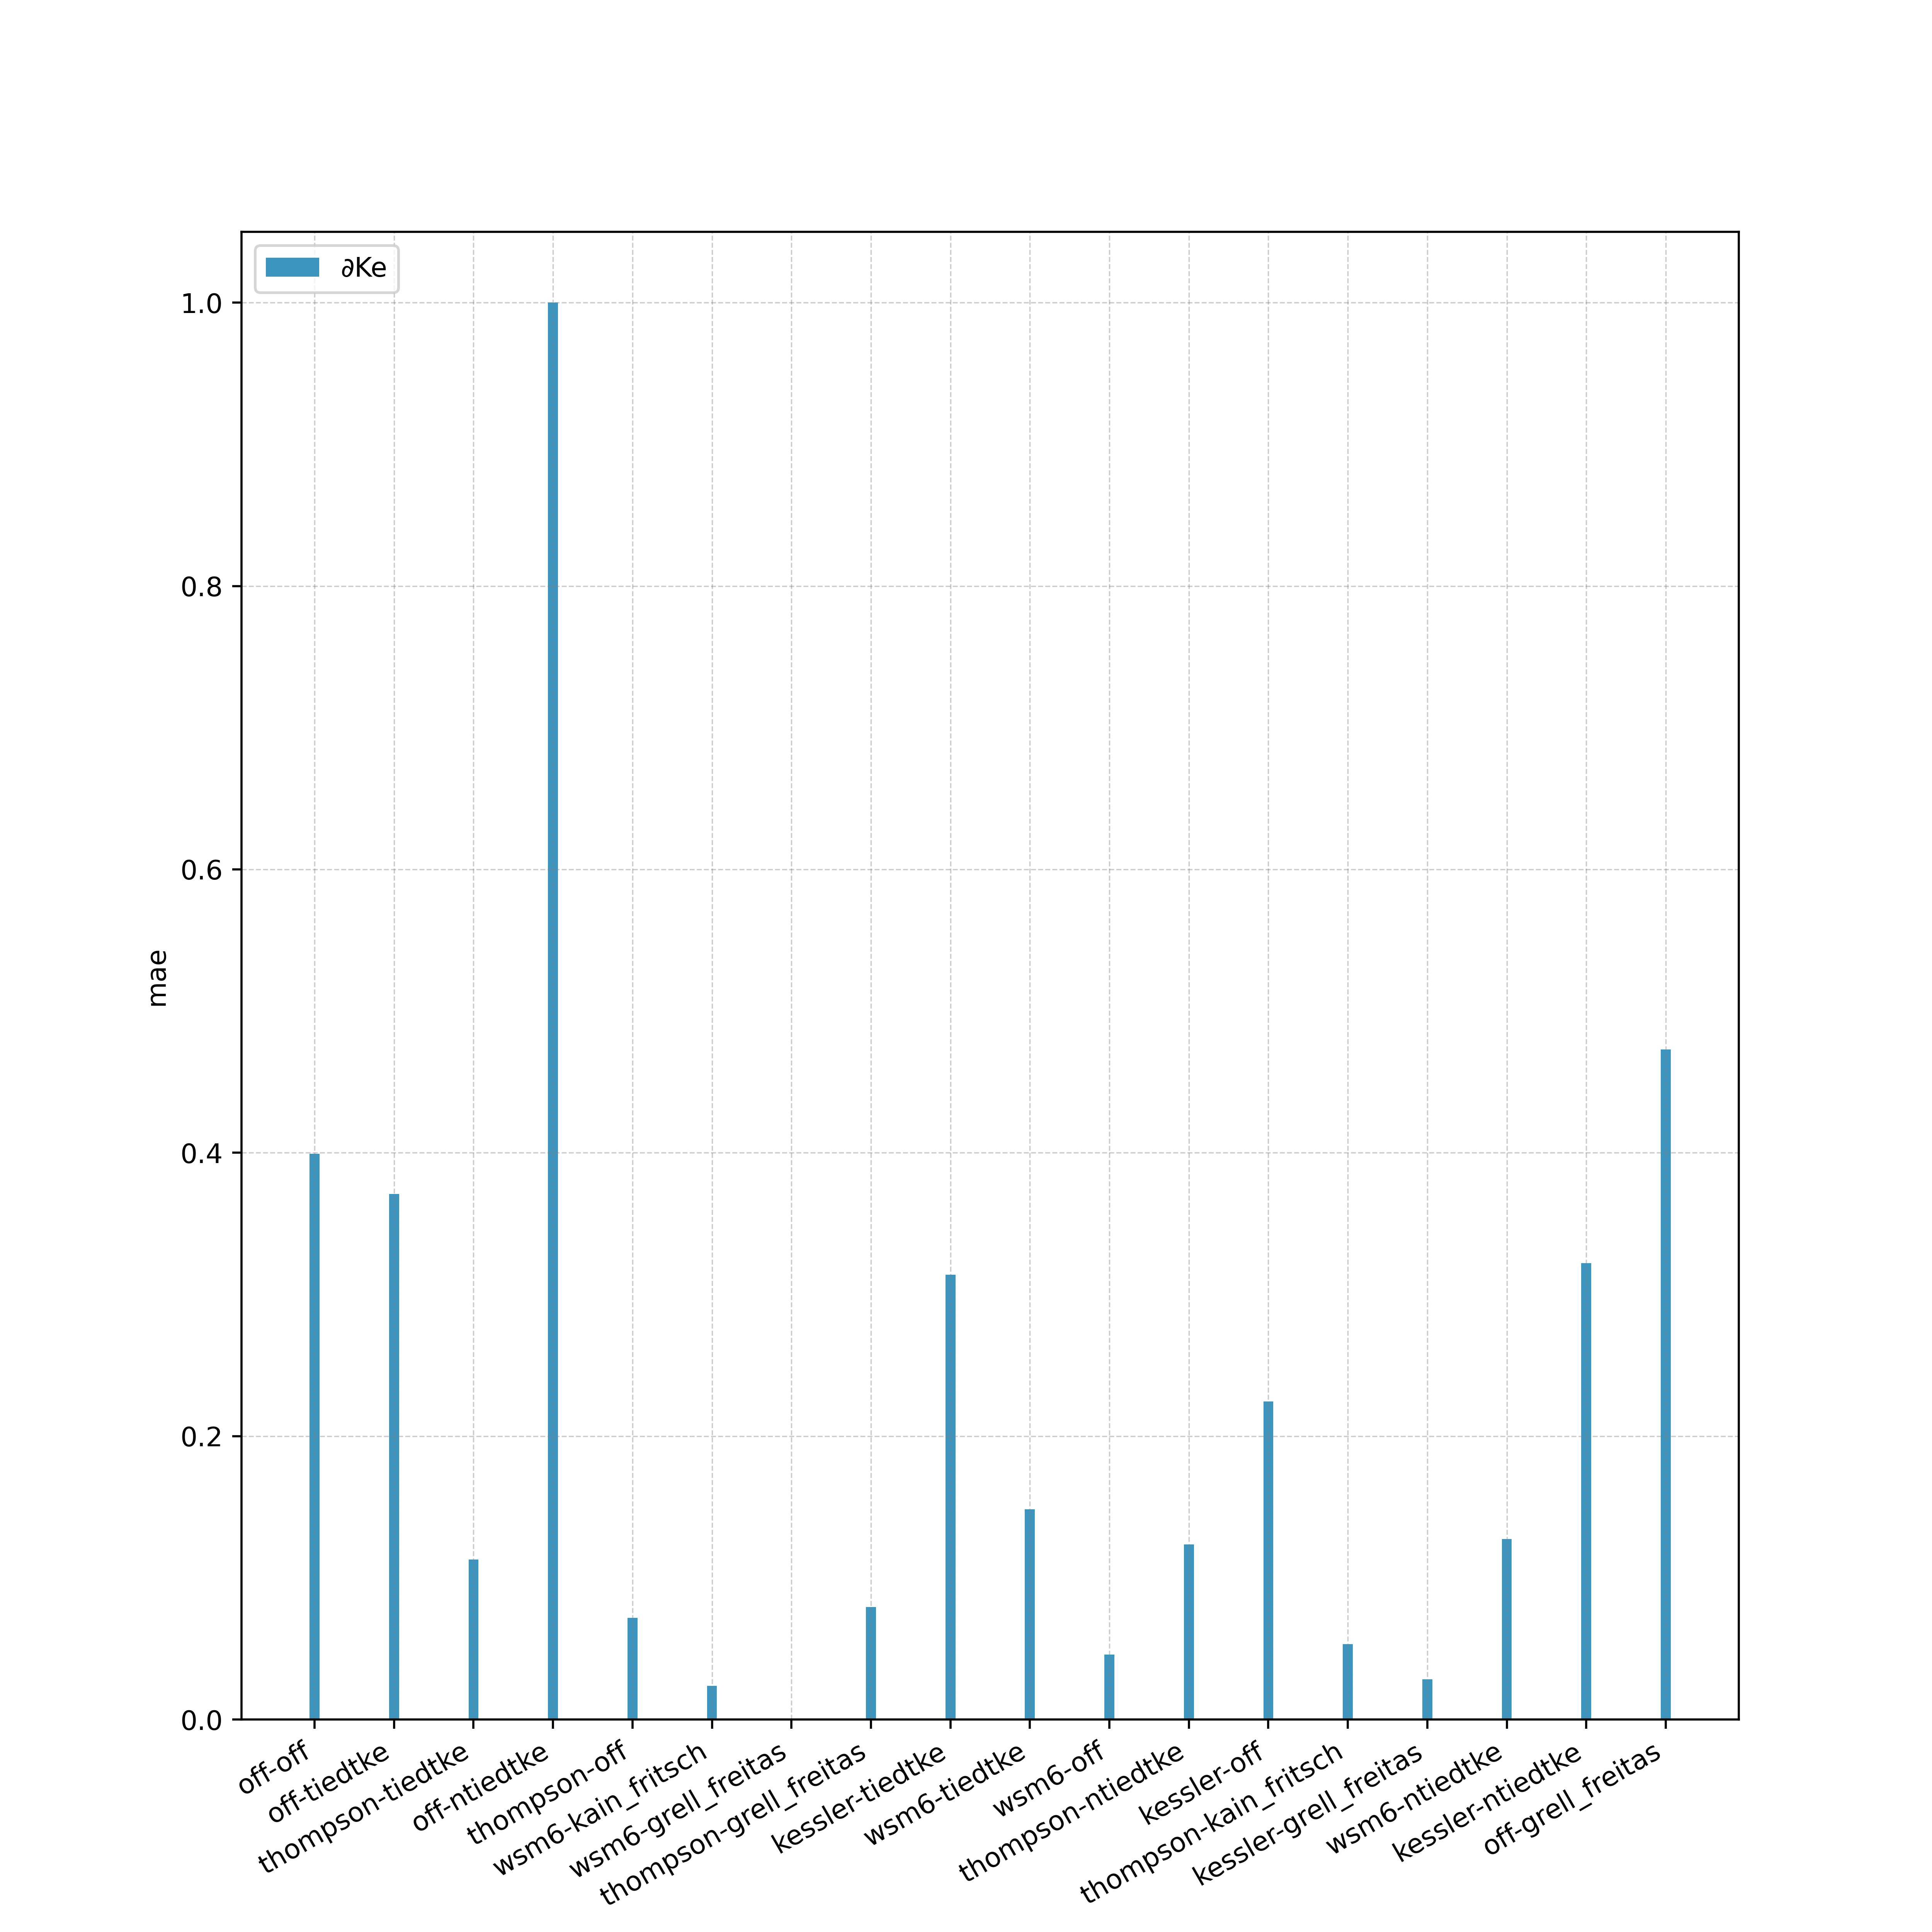 ∂Ke
1.0
0.8
0.6
0.4
0.2
0.0
mae
off-off
off-tiedtke
thompson-tiedtke
off-ntiedtke
thompson-off
wsm6-kain_fritsch
wsm6-grell_freitas
thompson-grell_freitas
kessler-tiedtke
wsm6-tiedtke
wsm6-off
thompson-ntiedtke
kessler-off
thompson-kain_fritsch
kessler-grell_freitas
wsm6-ntiedtke
kessler-ntiedtke
off-grell_freitas